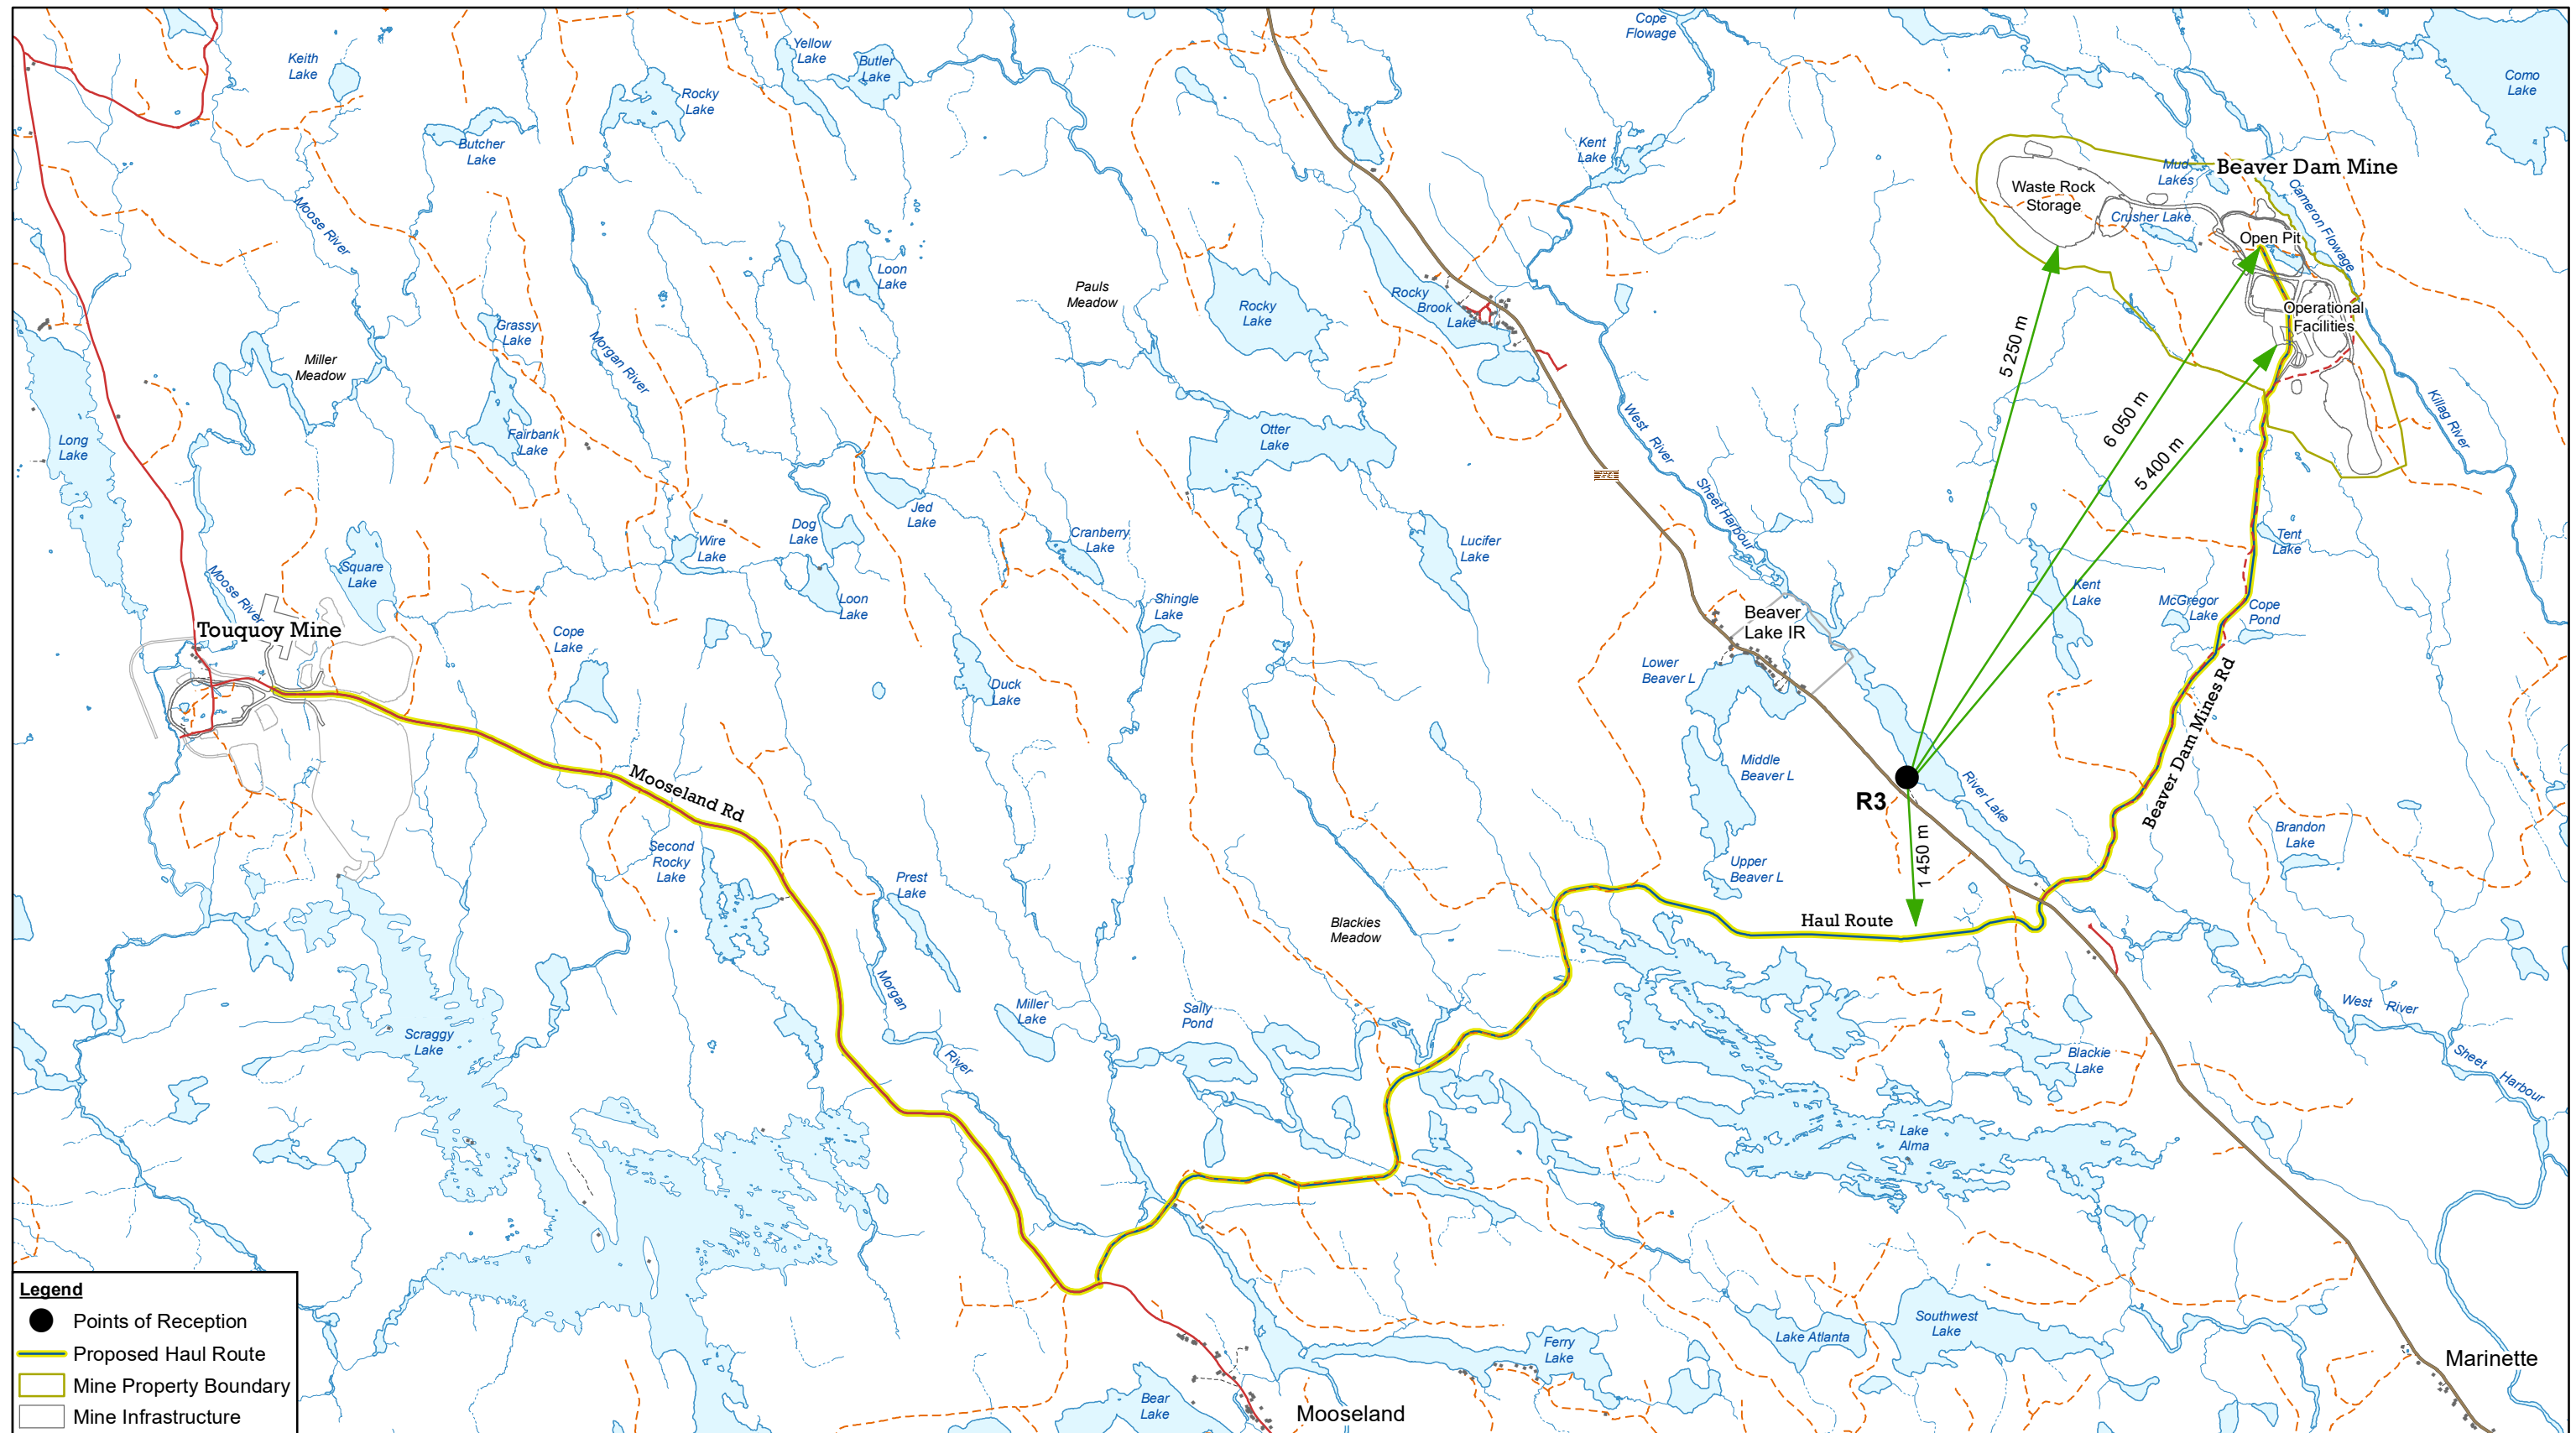 Cope
Flowage
Keith
Lake
Yellow
Lake
Butler
Lake
Rocky
Lake
Como
Lake
Butcher
Lake
Kent
Lake
Mud
Lakes
Beaver Dam Mine
Waste Rock
Storage
Crusher Lake
Cameron Flowage
Open Pit
Moose River
Loon
Lake
Pauls
Meadow
Rocky
Lake
Rocky
Brook
Lake
Operational
Facilities
Grassy
Lake
Miller
Meadow
Morgan River
5 250 m
6 050 m
5 400 m
Killag River
Long
Lake
Fairbank
Lake
Otter
Lake
West River
Sheet Harbour
Jed
Lake
Dog
Lake
Wire
Lake
Cranberry
Lake
Lucifer
Lake
Tent
Lake
Square
Lake
Moose River
Loon
Lake
Shingle
Lake
Beaver
Lake IR
Kent
Lake
McGregor
Lake
Cope
Pond
Touquoy Mine
Cope
Lake
Duck
Lake
Lower
Beaver L
Middle
Beaver L
Beaver Dam Mines Rd
Mooseland Rd
R3
River Lake
1 450 m
Second
Rocky
Lake
Prest
Lake
Upper
Beaver L
Brandon
Lake
Blackies
Meadow
Haul Route
Morgan
River
Miller
Lake
Sally
Pond
Scraggy
Lake
West River
Sheet Harbour
Blackie
Lake
Lake
Alma
Legend
Points of Reception
Proposed Haul Route
Mine Property Boundary
Mine Infrastructure
Southwest
Lake
Lake Atlanta
Ferry
Lake
Marinette
Bear
Lake
Mooseland